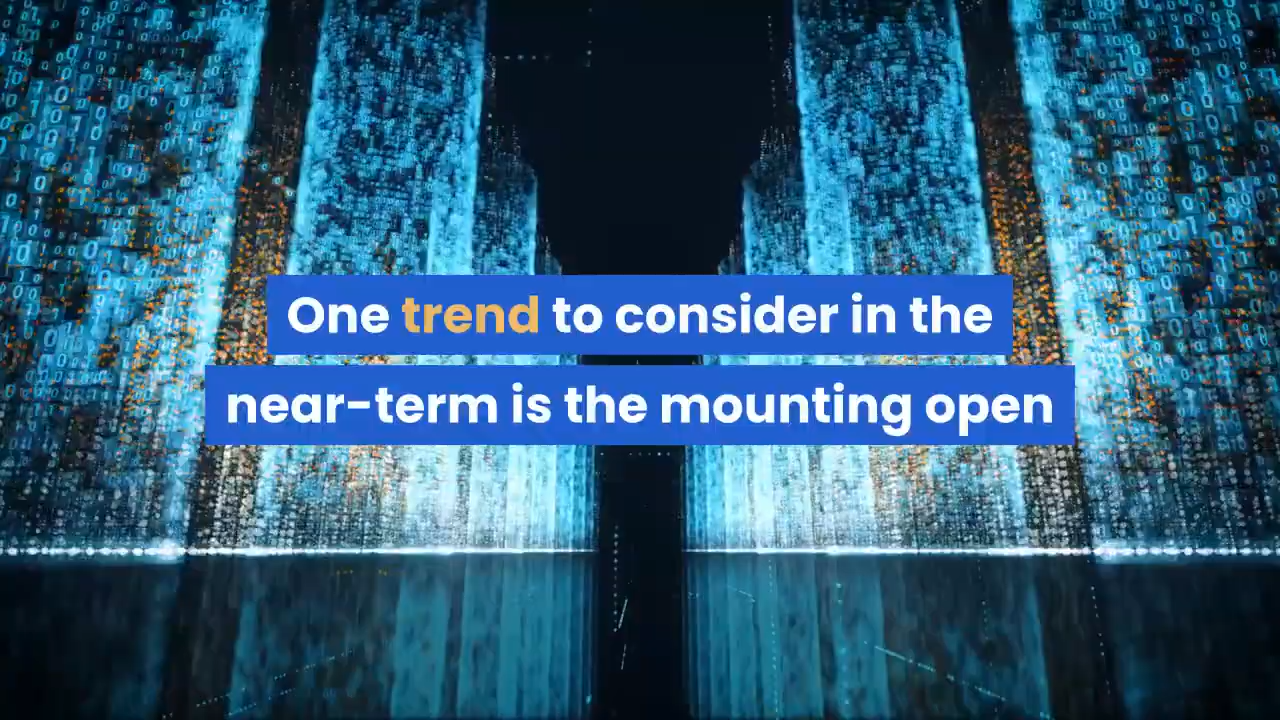 One trend to consider in the
near-term is the mounting open